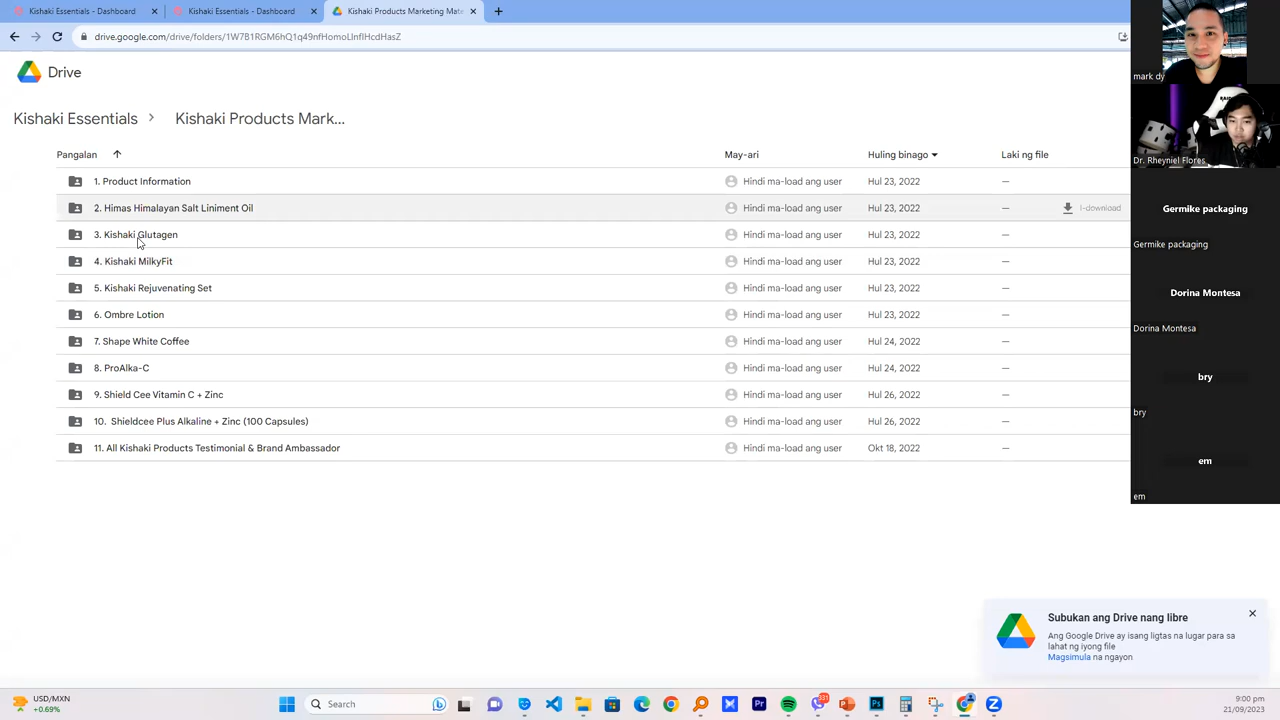 Kishaki Essentials - Dashboard
Kishaki Essentials - Dashboard
Kishaki Products Marketing Mate
drive.google.com/drive/folders/1W7B1RGM6hQ1q49nfHomoLInfIHcdHasZ
Drive
Kishaki Essentials > Kishaki Products Mark...
Pangalan May-ari Huling binago Laki ng file
1. Product Information Hindi ma-load ang user Hul 23, 2022 —
2. Himas Himalayan Salt Liniment Oil Hindi ma-load ang user Hul 23, 2022 — I-download
3. Kishaki Glutagen Hindi ma-load ang user Hul 23, 2022 —
4. Kishaki MilkyFit Hindi ma-load ang user Hul 23, 2022 —
5. Kishaki Rejuvenating Set Hindi ma-load ang user Hul 23, 2022 —
6. Ombre Lotion Hindi ma-load ang user Hul 23, 2022 —
7. Shape White Coffee Hindi ma-load ang user Hul 24, 2022 —
8. ProAlka-C Hindi ma-load ang user Hul 24, 2022 —
9. Shield Cee Vitamin C + Zinc Hindi ma-load ang user Hul 26, 2022 —
10. Shieldcee Plus Alkaline + Zinc (100 Capsules) Hindi ma-load ang user Hul 26, 2022 —
11. All Kishaki Products Testimonial & Brand Ambassador Hindi ma-load ang user Okt 18, 2022 —
mark dy
Dr. Rheyniel Flores
Germike packaging
Germike packaging
Dorina Montesa
Dorina Montesa
bry
bry
em
em
Subukan ang Drive nang libre
Ang Google Drive ay isang ligtas na lugar para sa
lahat ng iyong file
Magsimula na ngayon
USD/MXN
+0.69%
Search
9:00 pm
21/09/2023